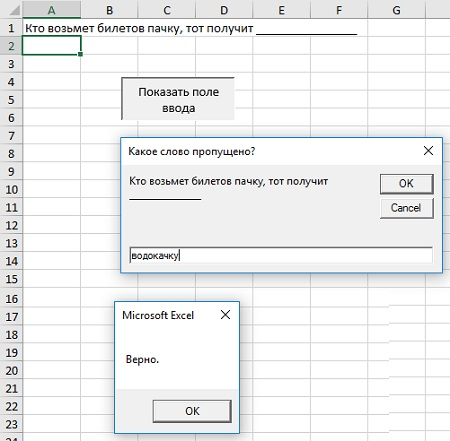 A B C D E F G
1 Кто возьмет билетов пачку, тот получит _________________
2
3
4
5 Показать поле
ввода
6
7
8 Какое слово пропущено?
9
10 Кто возьмет билетов пачку, тот получит
____________
OK
11 Cancel
12
13
14 водокачку
15
16
17 Microsoft Excel
18
19 Верно.
20
21
22 OK
23
24